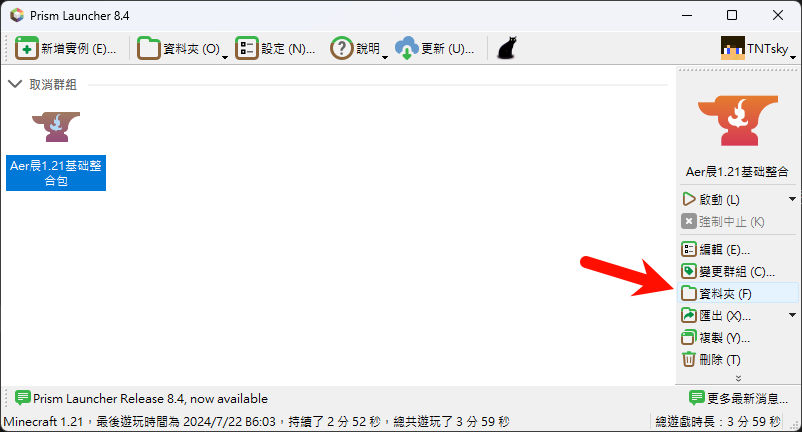 Prism Launcher 8.4
新增實例 (E)...
資料夾 (O)
設定 (N)...
說明
更新 (U)...
TNTsky
取消群組
Aer晨1.21基础整
合包
Aer晨1.21基础整合
啟動 (L)
強制中止 (K)
編輯 (E)...
變更群組 (C)...
資料夾 (F)
匯出 (X)...
複製 (Y)...
刪除 (T)
Prism Launcher Release 8.4, now available
更多最新消息...
Minecraft 1.21，最後遊玩時間為 2024/7/22 B6:03，持續了 2 分 52 秒，總共遊玩了 3 分 59 秒
總遊戲時長：3 分 59 秒